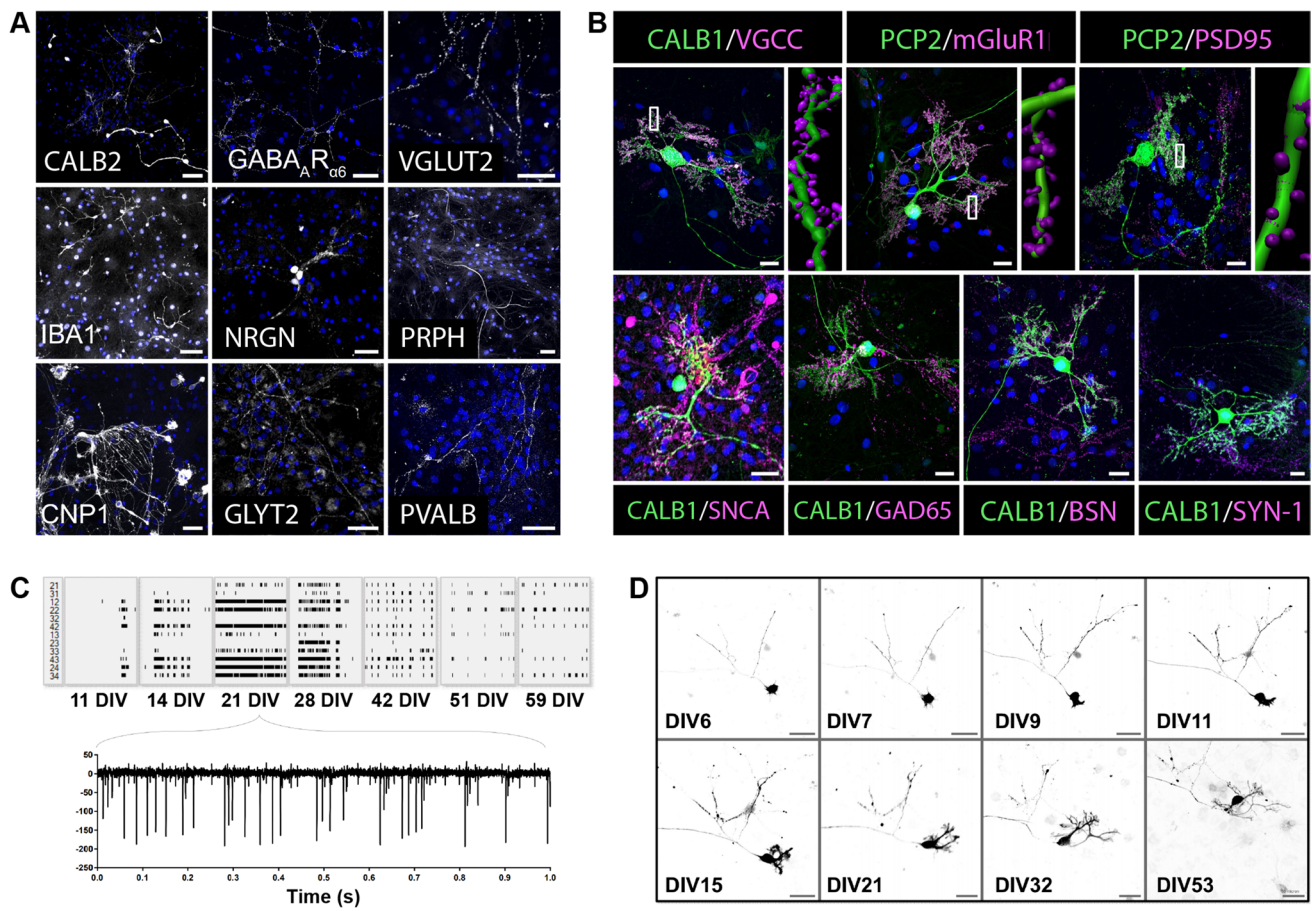 A
CALB2
GABA_A R_α6
VGLUT2
IBA1
NRGN
PRPH
CNP1
GLYT2
PVALB
B
CALB1/VGCC
PCP2/mGluR1
PCP2/PSD95
CALB1/SNCA
CALB1/GAD65
CALB1/BSN
CALB1/SYN-1
C
21
31
12
22
32
42
13
23
33
43
24
34
11 DIV
14 DIV
21 DIV
28 DIV
42 DIV
51 DIV
59 DIV
50
0
-50
-100
-150
-200
-250
0.0 0.1 0.2 0.3 0.4 0.5 0.6 0.7 0.8 0.9 1.0
Time (s)
D
DIV6
DIV7
DIV9
DIV11
DIV15
DIV21
DIV32
DIV53